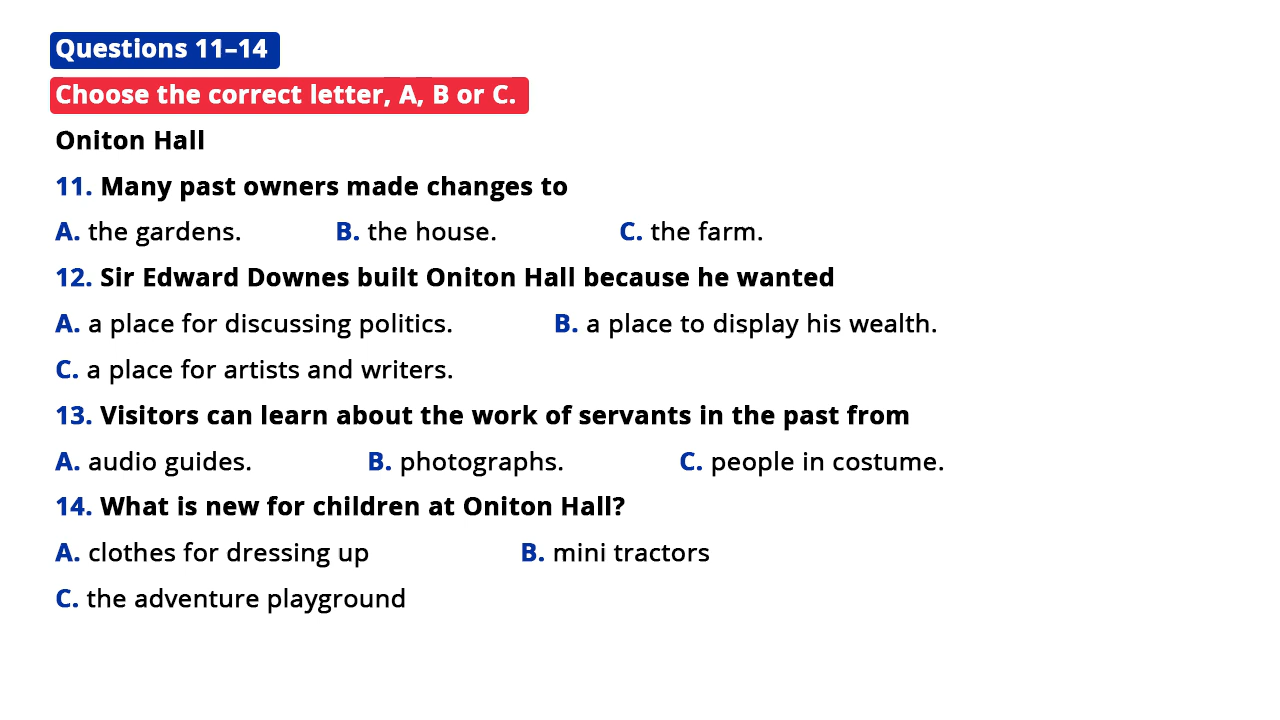 Questions 11–14
Choose the correct letter, A, B or C.
Oniton Hall
11. Many past owners made changes to
A. the gardens. B. the house. C. the farm.
12. Sir Edward Downes built Oniton Hall because he wanted
A. a place for discussing politics. B. a place to display his wealth.
C. a place for artists and writers.
13. Visitors can learn about the work of servants in the past from
A. audio guides. B. photographs. C. people in costume.
14. What is new for children at Oniton Hall?
A. clothes for dressing up B. mini tractors
C. the adventure playground